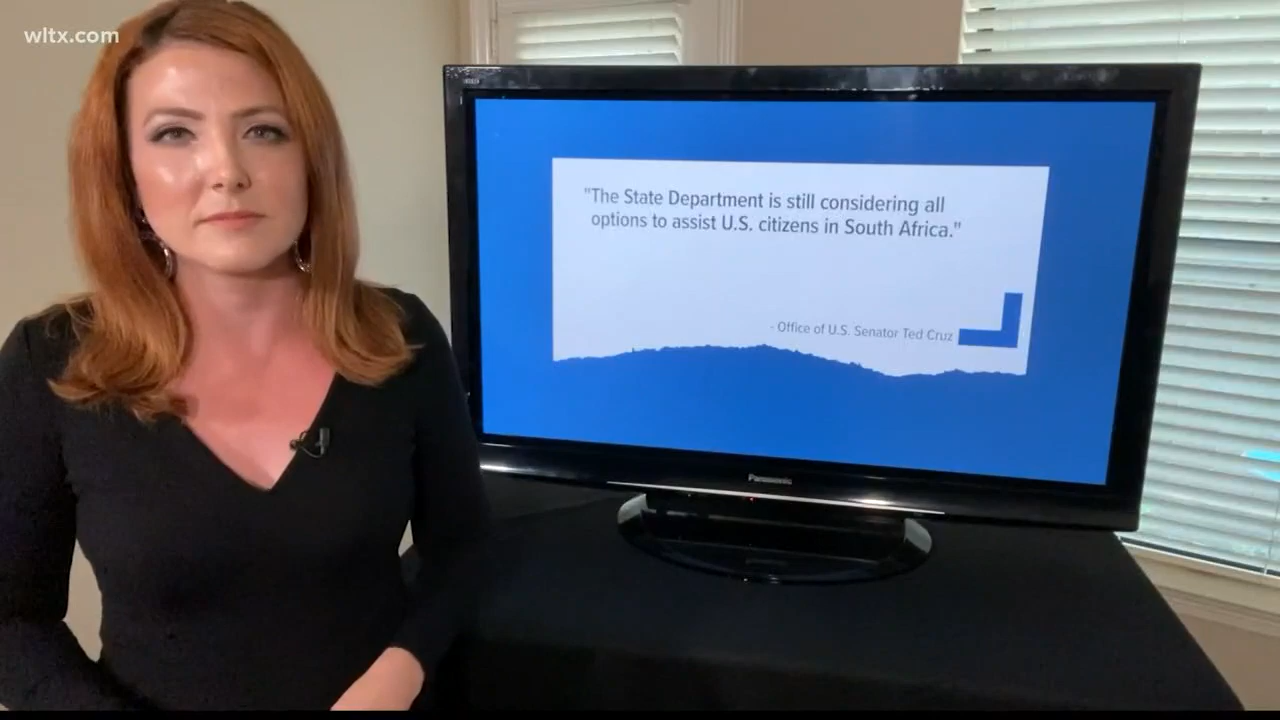 wltx.com
"The State Department is still considering all
options to assist U.S. citizens in South Africa."
- Office of U.S. Senator Ted Cruz
Panasonic